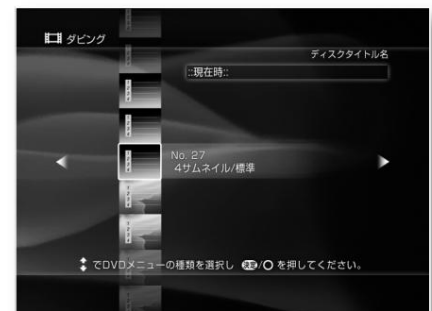 ダビング
ディスクタイトル名
::現在時::
No. 27
4サムネイル/標準
でDVDメニューの種類を選択し 決定/○ を押してください。